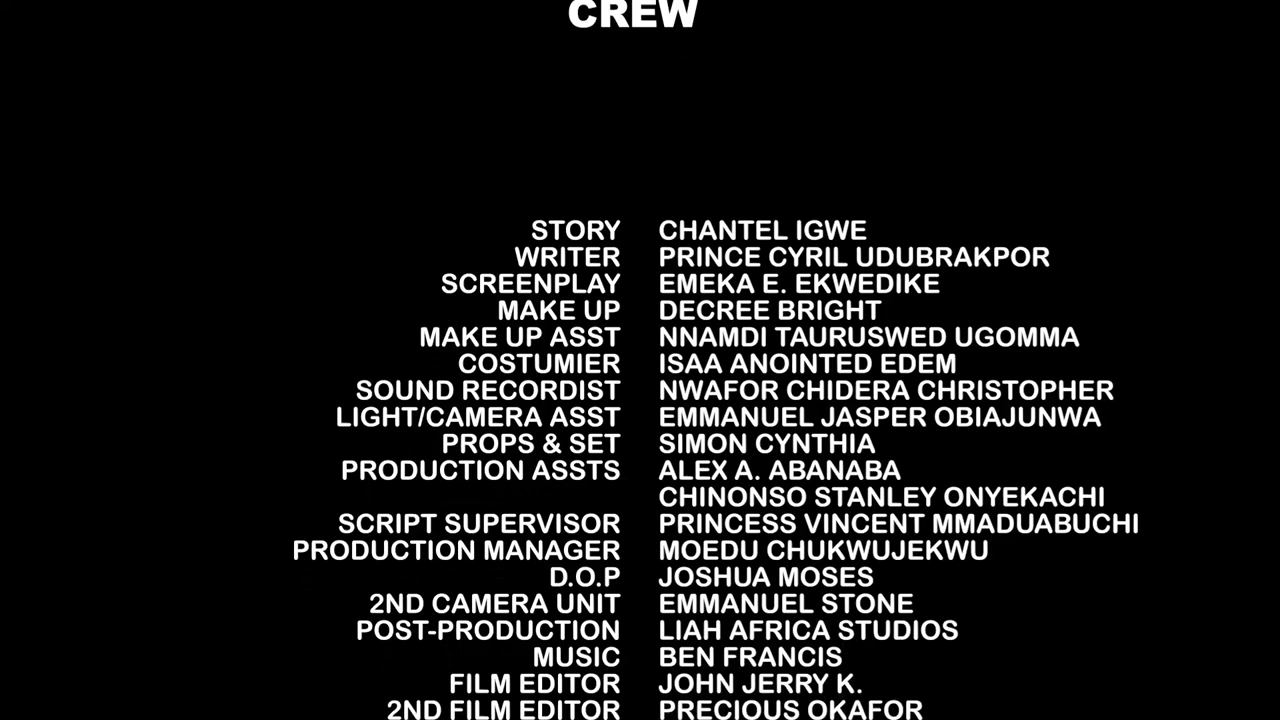 CREW
STORY CHANTEL IGWE
WRITER PRINCE CYRIL UDUBRAKPOR
SCREENPLAY EMEKA E. EKWEDIKE
MAKE UP DECREE BRIGHT
MAKE UP ASST NNAMDI TAURUSWED UGOMMA
COSTUMIER ISAA ANOINTED EDEM
SOUND RECORDIST NWAFOR CHIDERA CHRISTOPHER
LIGHT/CAMERA ASST EMMANUEL JASPER OBIAJUNWA
PROPS & SET SIMON CYNTHIA
PRODUCTION ASSTS ALEX A. ABANABA
CHINONSO STANLEY ONYEKACHI
SCRIPT SUPERVISOR PRINCESS VINCENT MMADUABUCHI
PRODUCTION MANAGER MOEDU CHUKWUJEKWU
D.O.P JOSHUA MOSES
2ND CAMERA UNIT EMMANUEL STONE
POST-PRODUCTION LIAH AFRICA STUDIOS
MUSIC BEN FRANCIS
FILM EDITOR JOHN JERRY K.
2ND FILM EDITOR PRECIOUS OKAFOR